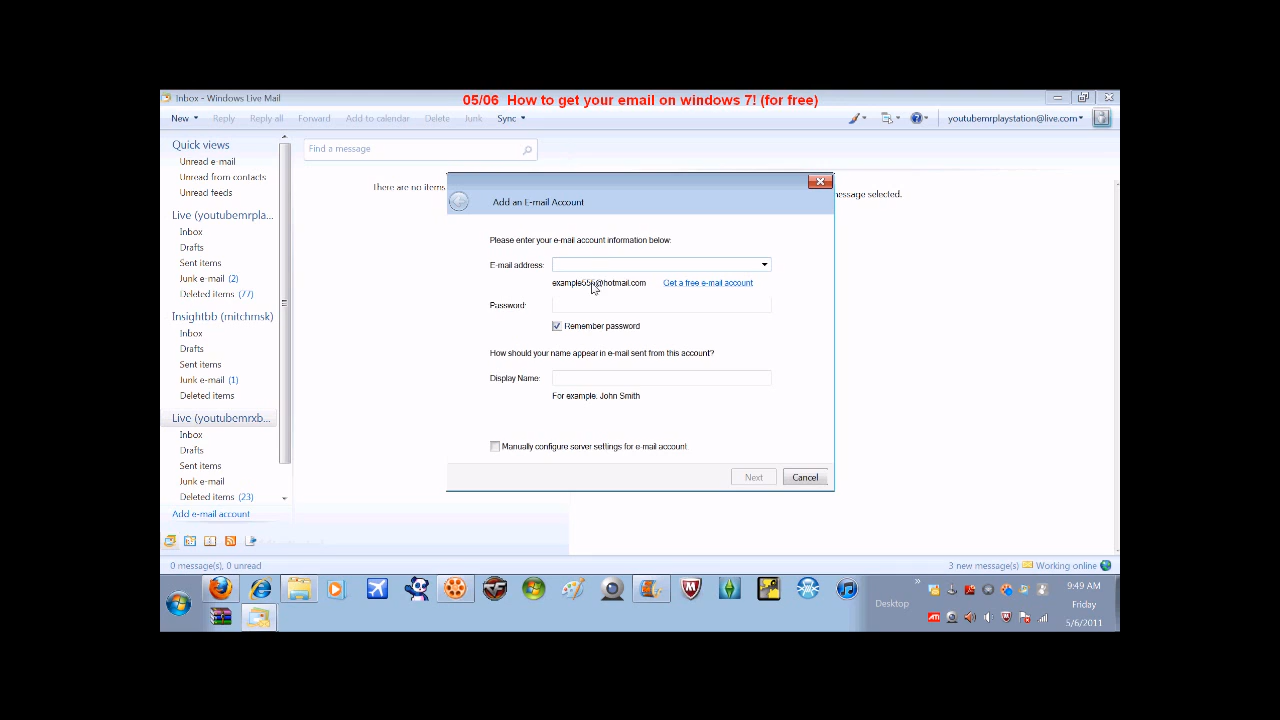 Inbox - Windows Live Mail
05/06 How to get your email on windows 7! (for free)
New Reply Reply all Forward Add to calendar Delete Junk Sync
youtubemrplaystation@live.com
Quick views
Unread e-mail
Unread from contacts
Unread feeds
Live (youtubemrpla...
Inbox
Drafts
Sent items
Junk e-mail (2)
Deleted items (77)
Insightbb (mitchmsk)
Inbox
Drafts
Sent items
Junk e-mail (1)
Deleted items
Live (youtubemrxb...
Inbox
Drafts
Sent items
Junk e-mail
Deleted items (23)
Add e-mail account
Find a message
There are no items
essage selected.
Add an E-mail Account
Please enter your e-mail account information below:
E-mail address:
example555@hotmail.com Get a free e-mail account
Password:
Remember password
How should your name appear in e-mail sent from this account?
Display Name:
For example: John Smith
Manually configure server settings for e-mail account
Next Cancel
0 message(s), 0 unread
3 new message(s) Working online
Desktop
9:49 AM
Friday
5/6/2011
ATI